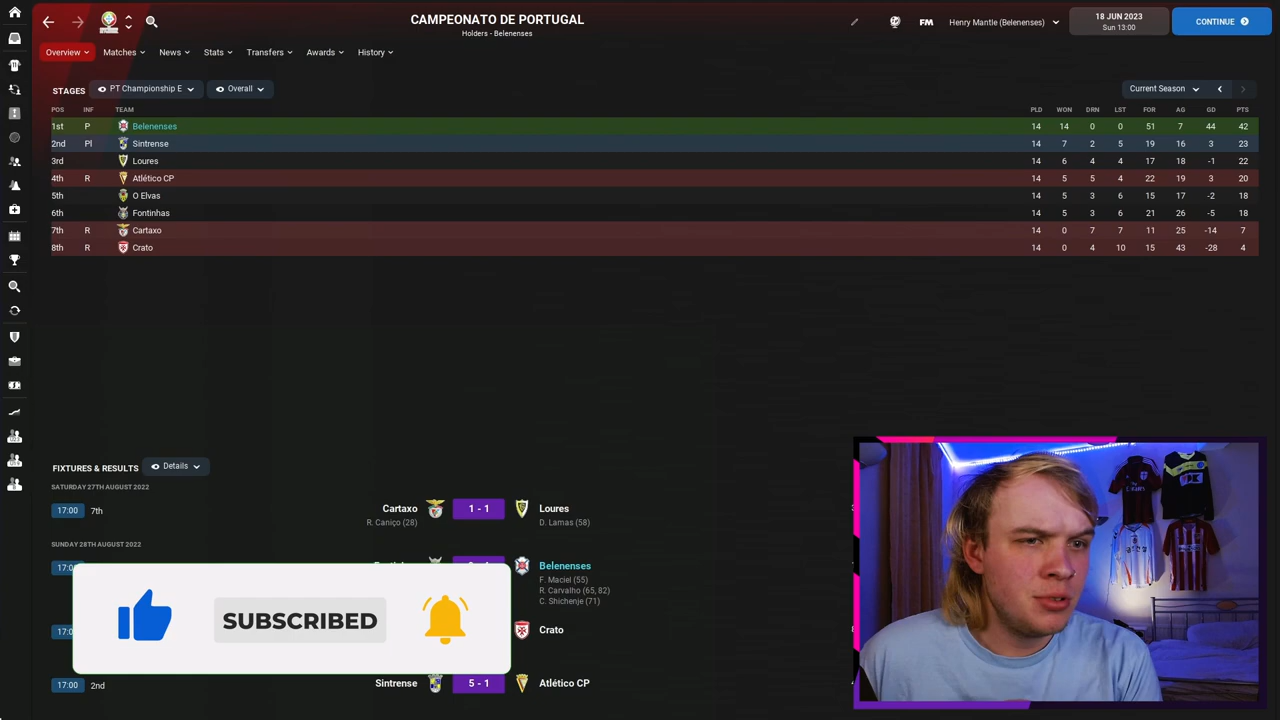 CAMPEONATO DE PORTUGAL
Holders - Belenenses
FM
Henry Mantle (Belenenses)
18 JUN 2023
Sun 13:00
CONTINUE
Overview
Matches
News
Stats
Transfers
Awards
History
STAGES
PT Championship E
Overall
Current Season
POS INF TEAM PLD WON DRN LST FOR AG GD PTS
1st P Belenenses 14 14 0 0 51 7 44 42
2nd Pl Sintrense 14 7 2 5 19 16 3 23
3rd Loures 14 6 4 4 17 18 -1 22
4th R Atlético CP 14 5 5 4 22 19 3 20
5th O Elvas 14 5 3 6 15 17 -2 18
6th Fontinhas 14 5 3 6 21 26 -5 18
7th R Cartaxo 14 0 7 7 11 25 -14 7
8th R Crato 14 0 4 10 15 43 -28 4
FIXTURES & RESULTS
Details
SATURDAY 27TH AUGUST 2022
17:00 7th Cartaxo 1 - 1 Loures
R. Caniço (28) D. Lamas (58)
SUNDAY 28TH AUGUST 2022
Belenenses
F. Maciel (55)
R. Carvalho (65, 82)
C. Shichenje (71)
SUBSCRIBED
Crato
17:00 2nd Sintrense 5 - 1 Atlético CP